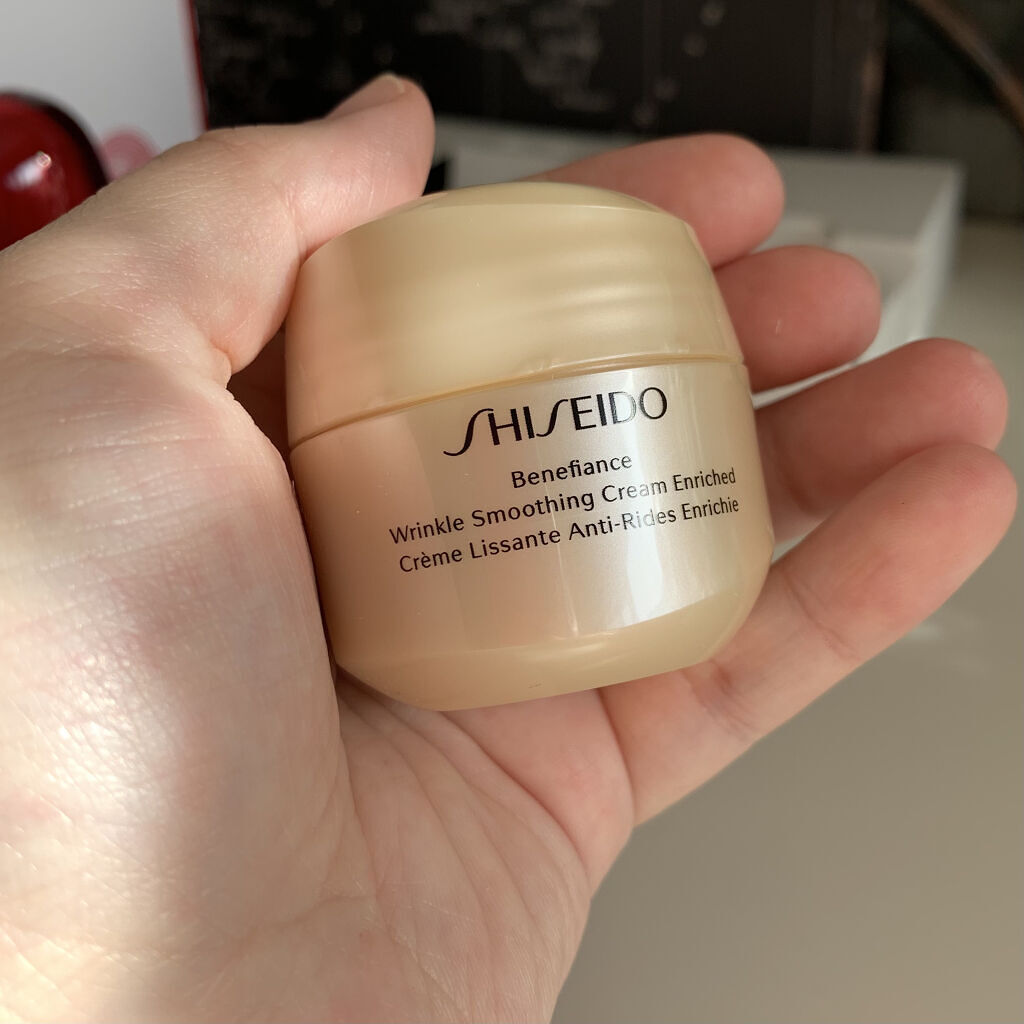 SHISEIDO
Benefiance
Wrinkle Smoothing Cream Enriched
Crème Lissante Anti-Rides Enrichie